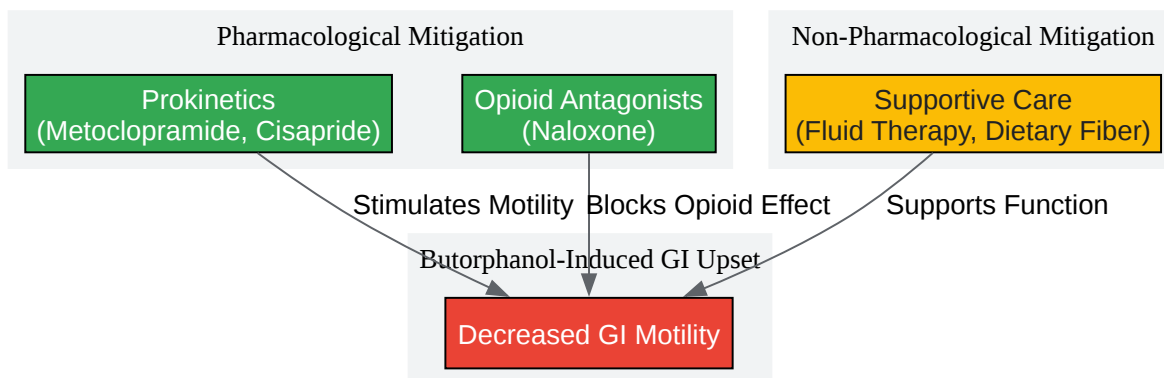 Pharmacological Mitigation
Non-Pharmacological Mitigation
Prokinetics
(Metoclopramide, Cisapride)
Opioid Antagonists
(Naloxone)
Supportive Care
(Fluid Therapy, Dietary Fiber)
Stimulates Motility
Blocks Opioid Effect
Supports Function
Butorphanol-Induced GI Upset
Decreased GI Motility